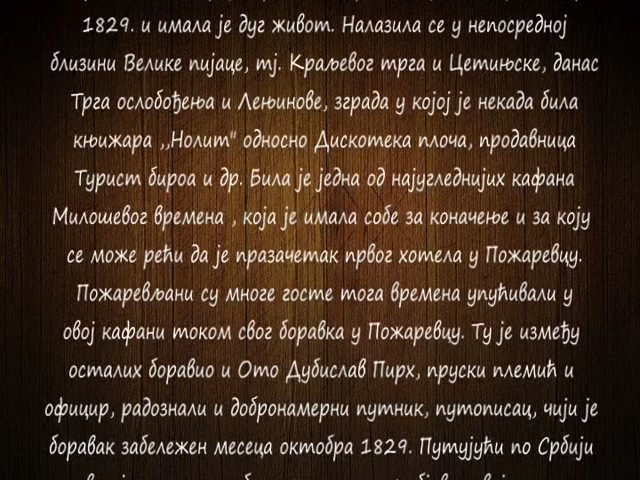 1829. и имала је дуг живот. Налазила се у непосредној
близини Велике пијаце, тј. Краљевог трга и Цетињске, данас
Трга ослобођења и Лењинове, зграда у којој је некада била
књижара ,,Нолит" односно Дискотека плоча, продавница
Турист бироа и др. Била је једна од најугледнијих кафана
Милошевог времена , која је имала собе за коначење и за коју
се може рећи да је празачетак првог хотела у Пожаревцу.
Пожаревљани су многе госте тога времена упућивали у
овој кафани током свог боравка у Пожаревцу. Ту је између
осталих боравио и Ото Дубислав Пирх, пруски племић и
официр, радознали и добронамерни путник, путописац, чији је
боравак забележен месеца октобра 1829. Путујући по Србији